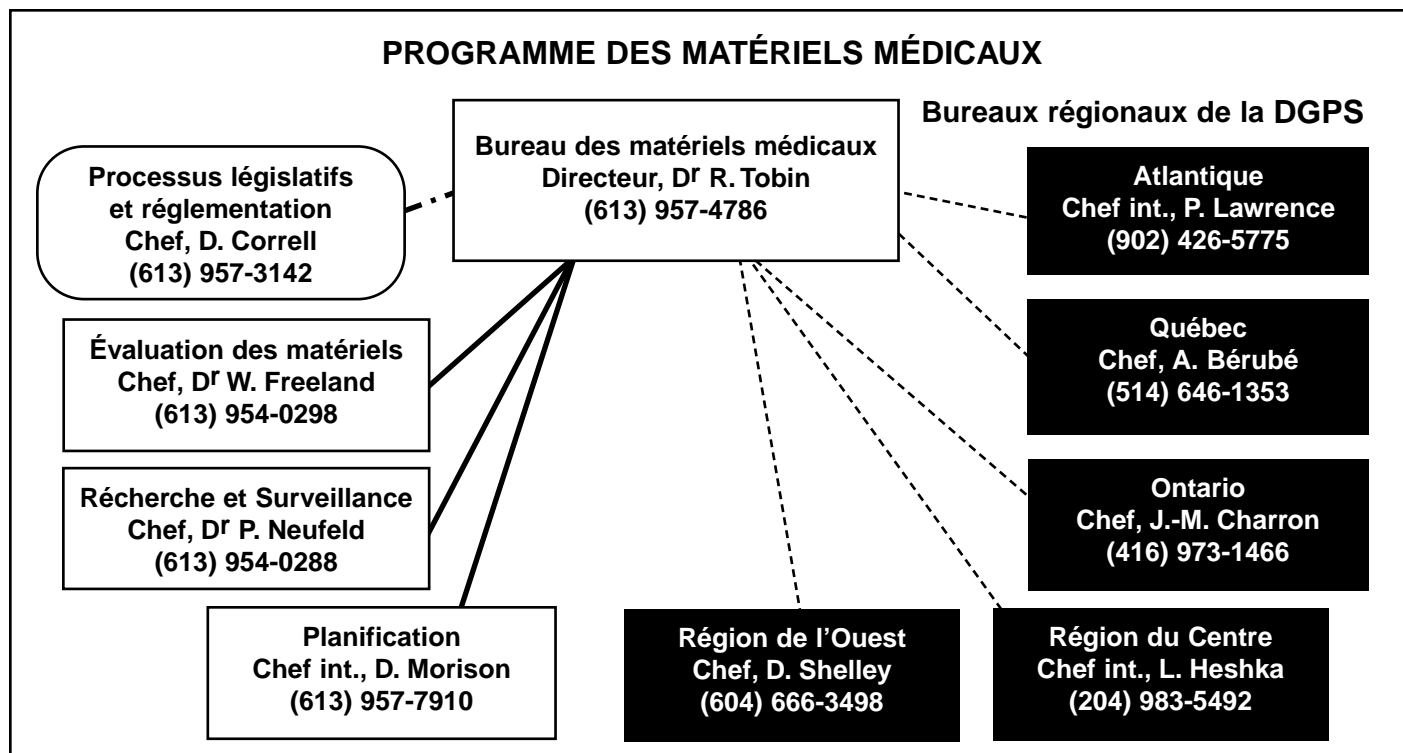 PROGRAMME DES MATÉRIELS MÉDICAUX
Bureau des matériels médicaux
Directeur, Dr R. Tobin
(613) 957-4786
Bureaux régionaux de la DGPS
Processus législatifs
et réglementation
Chef, D. Correll
(613) 957-3142
Évaluation des matériels
Chef, Dr W. Freeland
(613) 954-0298
Récherche et Surveillance
Chef, Dr P. Neufeld
(613) 954-0288
Planification
Chef int., D. Morison
(613) 957-7910
Atlantique
Chef int., P. Lawrence
(902) 426-5775
Québec
Chef, A. Bérubé
(514) 646-1353
Ontario
Chef, J.-M. Charron
(416) 973-1466
Région de l’Ouest
Chef, D. Shelley
(604) 666-3498
Région du Centre
Chef int., L. Heshka
(204) 983-5492